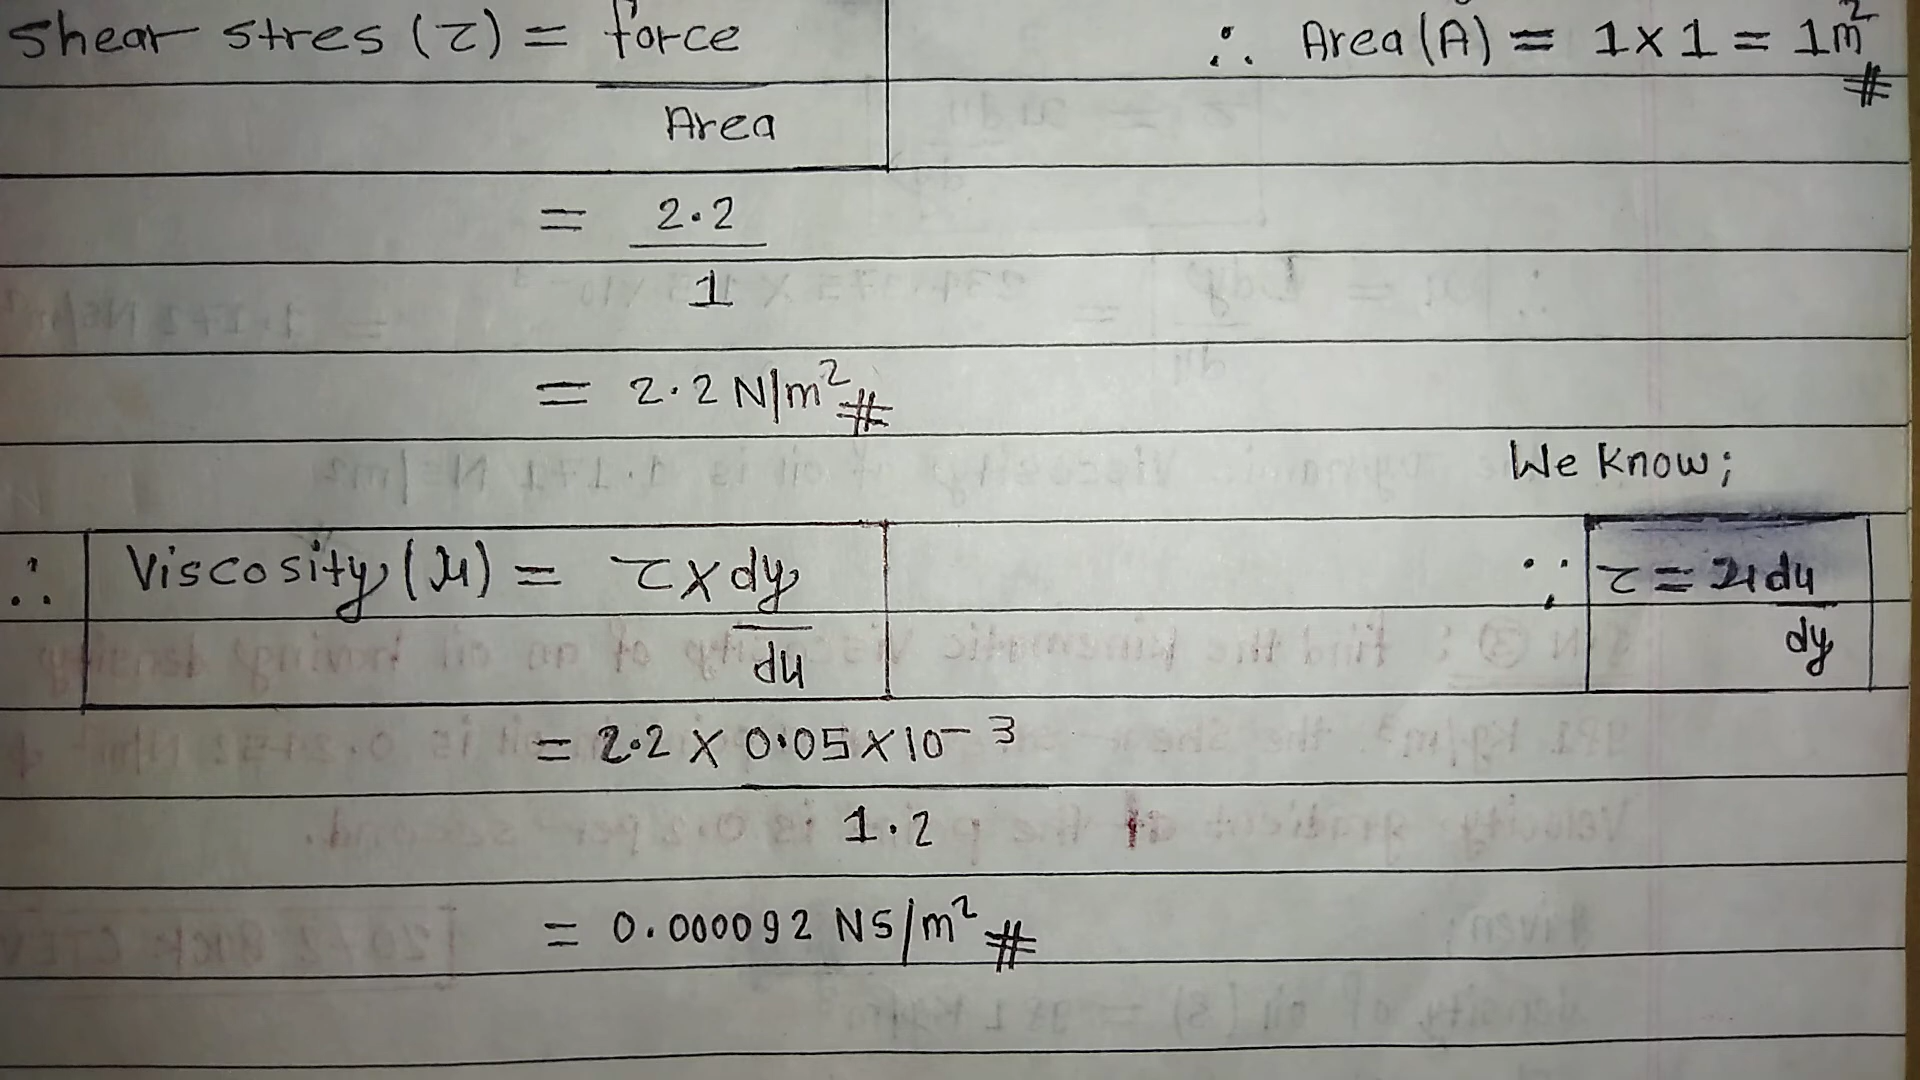 Shear stres (τ) = force ∴ Area (A) = 1 x 1 = 1m² #
Area
= 2.2
1
= 2.2 N/m² #
We know;
∴ Viscosity (μ) = τ x dy ∵ τ = μ du
du dy
= 2.2 x 0.05 x 10⁻³
1.2
= 0.000092 NS/m² #